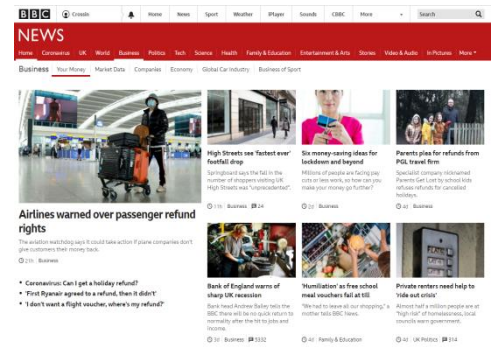 BBC Crossin Home News Sport Weather iPlayer Sounds CBBC More Search
NEWS
Home Coronavirus UK World Business Politics Tech Science Health Family & Education Entertainment & Arts Stories Video & Audio In Pictures More
Business Your Money Market Data Companies Economy Global Car Industry Business of Sport
Airlines warned over passenger refund
rights
The aviation watchdog says it could take action if plane companies don't
give customers their money back.
21h Business
Coronavirus: Can I get a holiday refund?
'First Ryanair agreed to a refund, then it didn't'
'I don't want a flight voucher, where's my refund?'
High Streets see 'fastest ever'
footfall drop
Springboard says the fall in the
number of shoppers visiting UK
High Streets was "unprecedented".
Business 24
Six money-saving ideas for
lockdown and beyond
Millions of people are facing pay
cuts or less work, so how can you
make your money go further?
2d Business
Parents plea for refunds from
PGL travel firm
Specialist company nicknamed
Parents Get Lost by school kids
refuses refunds for cancelled
holidays.
4d Business
Bank of England warns of
sharp UK recession
Bank head Andrew Bailey tells the
BBC there will be no quick return to
normality after the hit to jobs and
income.
3d Business 3332
'Humiliation' as free school
meal vouchers fail at till
"We had to leave all our shopping," a
mother tells BBC News.
4d Family & Education
Private renters need help to
'ride out crisis'
Almost half a million people are at
"high risk" of homelessness, local
councils warn government.
4d UK Politics 314